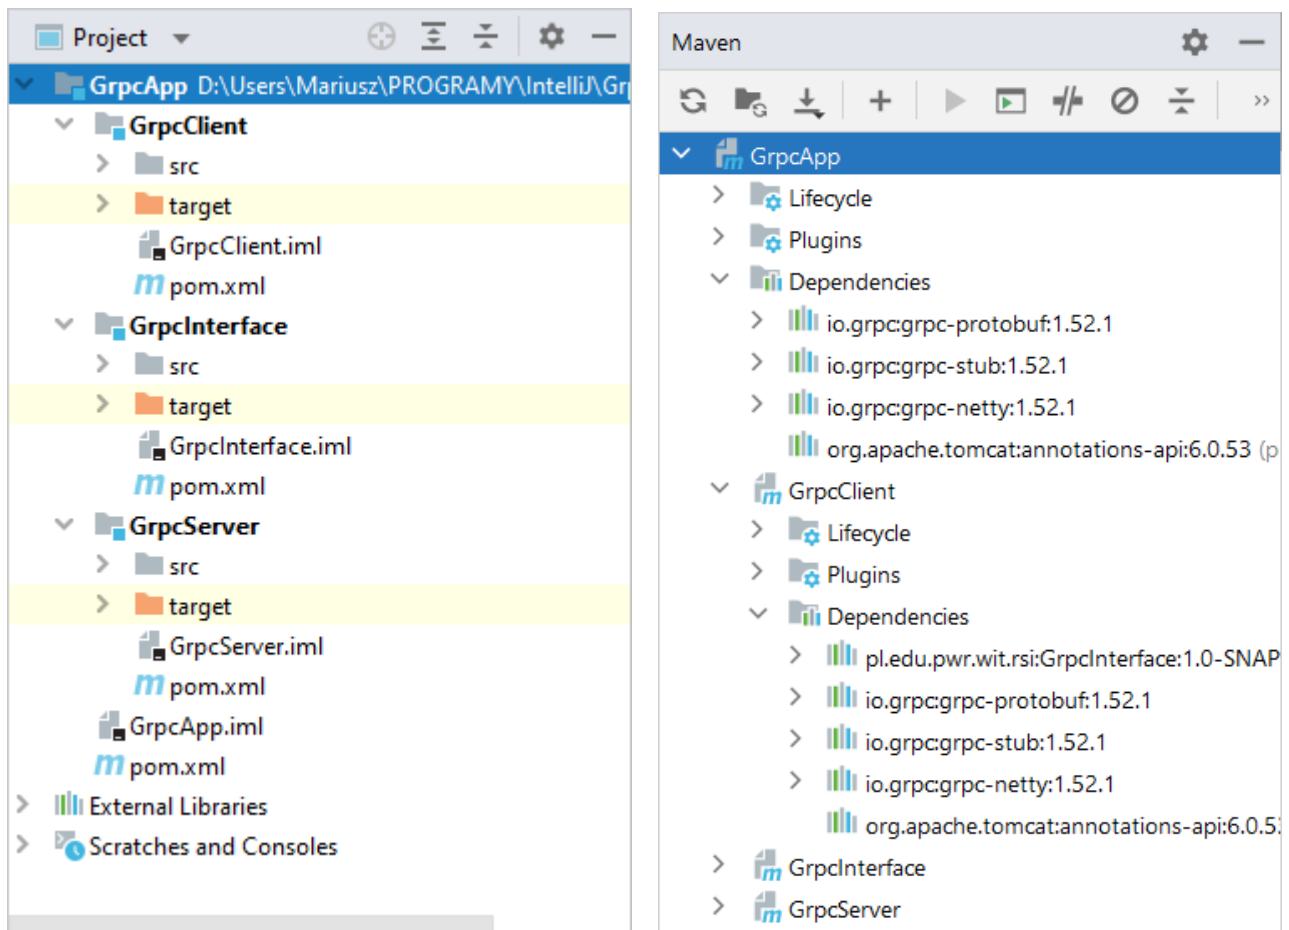 Project
GrpcApp D:\Users\Mariusz\PROGRAMY\IntelliJ\Gr
GrpcClient
src
target
GrpcClient.iml
pom.xml
GrpcInterface
src
target
GrpcInterface.iml
pom.xml
GrpcServer
src
target
GrpcServer.iml
pom.xml
GrpcApp.iml
pom.xml
External Libraries
Scratches and Consoles
Maven
GrpcApp
Lifecycle
Plugins
Dependencies
io.grpc:grpc-protobuf:1.52.1
io.grpc:grpc-stub:1.52.1
io.grpc:grpc-netty:1.52.1
org.apache.tomcat:annotations-api:6.0.53 (p
GrpcClient
Lifecycle
Plugins
Dependencies
pl.edu.pwr.wit.rsi:GrpcInterface:1.0-SNAP
io.grpc:grpc-protobuf:1.52.1
io.grpc:grpc-stub:1.52.1
io.grpc:grpc-netty:1.52.1
org.apache.tomcat:annotations-api:6.0.5
GrpcInterface
GrpcServer